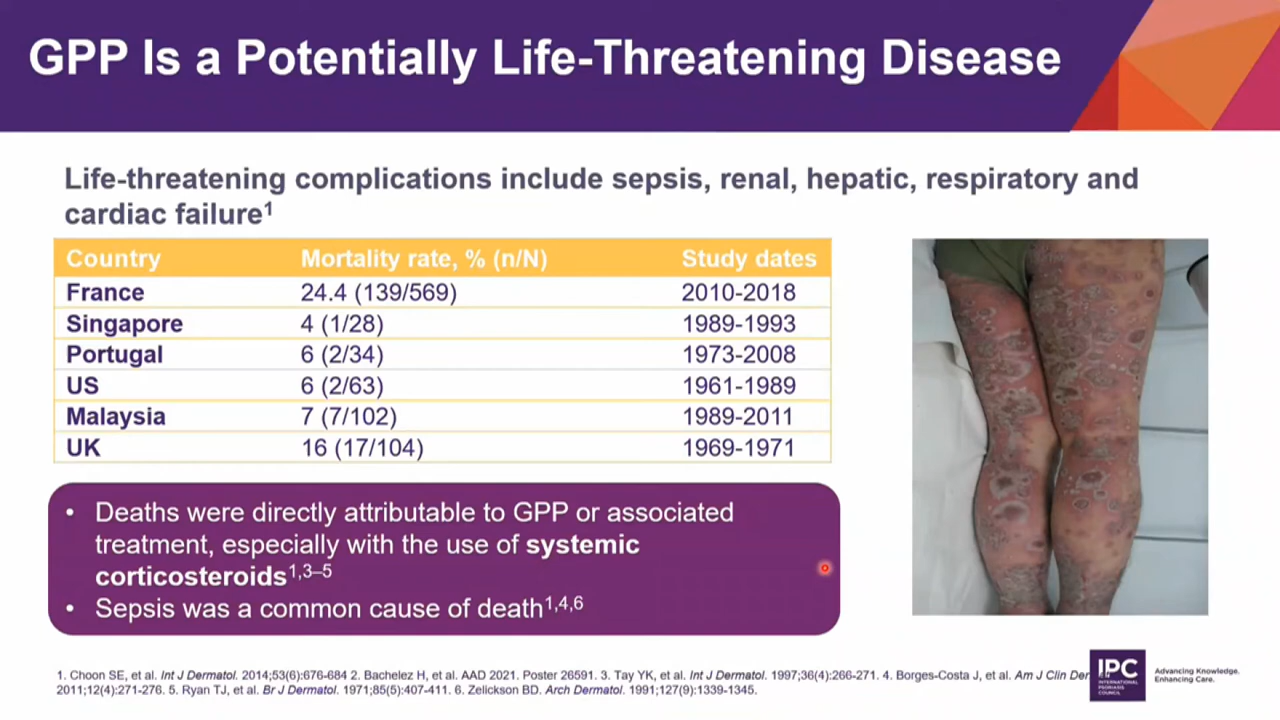 GPP Is a Potentially Life-Threatening Disease
Life-threatening complications include sepsis, renal, hepatic, respiratory and
cardiac failure1
Country Mortality rate, % (n/N) Study dates
France 24.4 (139/569) 2010-2018
Singapore 4 (1/28) 1989-1993
Portugal 6 (2/34) 1973-2008
US 6 (2/63) 1961-1989
Malaysia 7 (7/102) 1989-2011
UK 16 (17/104) 1969-1971
• Deaths were directly attributable to GPP or associated
treatment, especially with the use of systemic
corticosteroids1,3–5
• Sepsis was a common cause of death1,4,6
1. Choon SE, et al. Int J Dermatol. 2014;53(6):676-684 2. Bachelez H, et al. AAD 2021. Poster 26591. 3. Tay YK, et al. Int J Dermatol. 1997;36(4):266-271. 4. Borges-Costa J, et al. Am J Clin Der
2011;12(4):271-276. 5. Ryan TJ, et al. Br J Dermatol. 1971;85(5):407-411. 6. Zelickson BD. Arch Dermatol. 1991;127(9):1339-1345.
IPC
INTERNATIONAL
PSORIASIS
COUNCIL
Advancing Knowledge.
Enhancing Care.